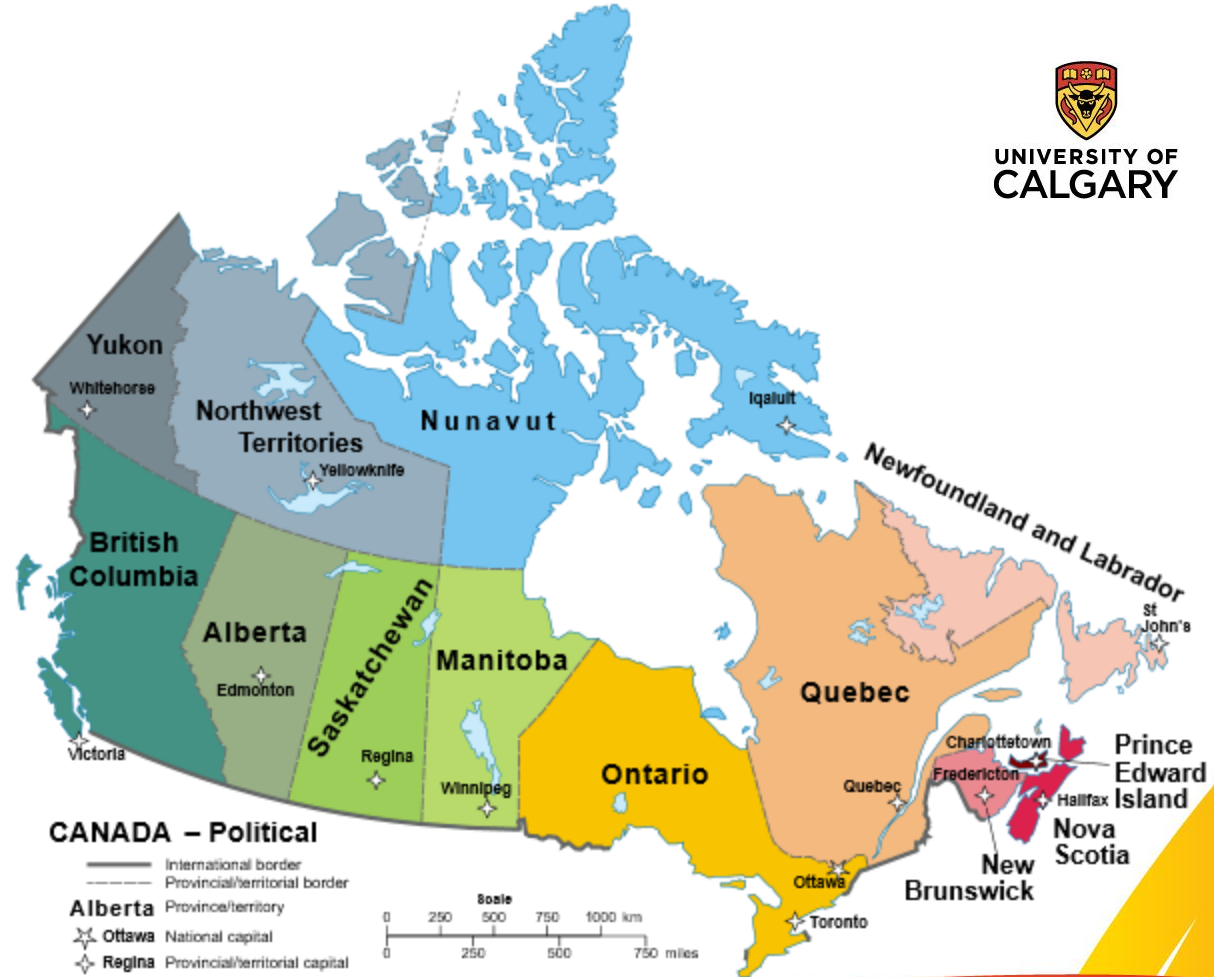 UNIVERSITY OF
CALGARY
Yukon
Whitehorse
Northwest
Territories
Yellowknife
Nunavut
Iqaluit
Newfoundland and Labrador
St
John's
British
Columbia
Victoria
Alberta
Edmonton
Saskatchewan
Regina
Manitoba
Winnipeg
Ontario
Ottawa
Toronto
Quebec
Quebec
Charlottetown
Fredericton
Halifax
Prince
Edward
Island
Nova
Scotia
New
Brunswick
CANADA – Political
International border
Provincial/territorial border
Alberta Province/territory
Ottawa National capital
Regina Provincial/territorial capital
Scale
0 250 500 750 1000 km
0 250 500 750 miles